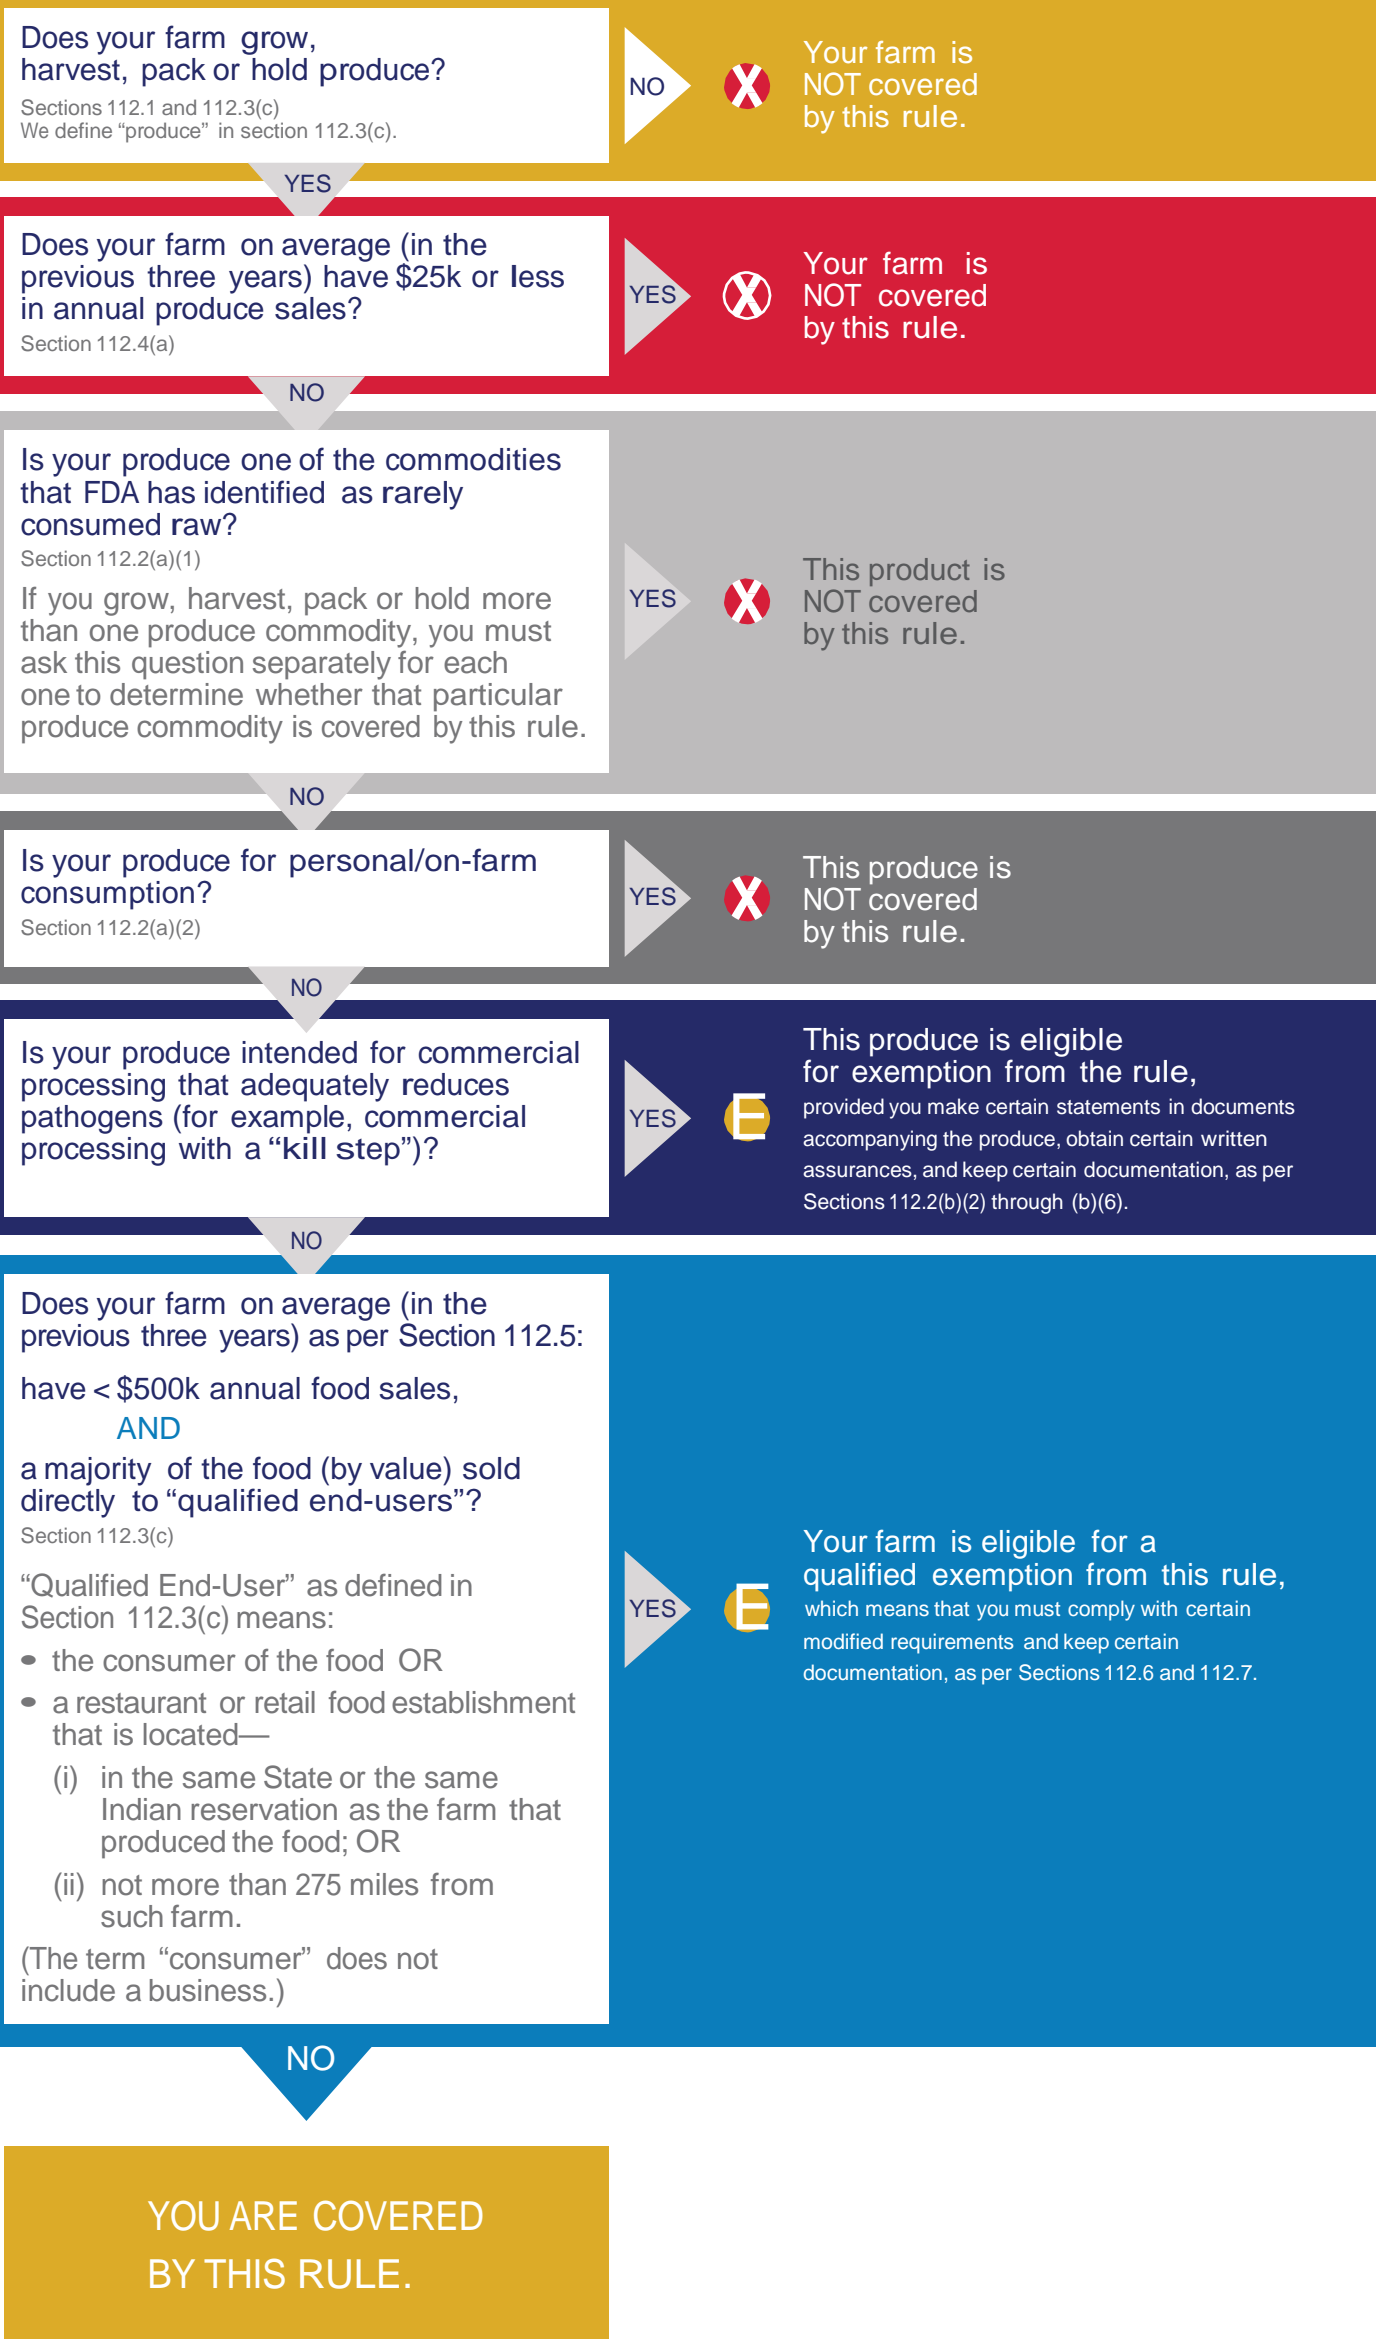 Does your farm grow,
harvest, pack or hold produce?
Sections 112.1 and 112.3(c)
We define “produce” in section 112.3(c).
NO
X
Your farm is
NOT covered
by this rule.
YES
Does your farm on average (in the
previous three years) have $25k or less
in annual produce sales?
Section 112.4(a)
YES
X
Your farm is
NOT covered
by this rule.
NO
Is your produce one of the commodities
that FDA has identified as rarely
consumed raw?
Section 112.2(a)(1)
If you grow, harvest, pack or hold more
than one produce commodity, you must
ask this question separately for each
one to determine whether that particular
produce commodity is covered by this rule.
YES
X
This product is
NOT covered
by this rule.
NO
Is your produce for personal/on-farm
consumption?
Section 112.2(a)(2)
YES
X
This produce is
NOT covered
by this rule.
NO
Is your produce intended for commercial
processing that adequately reduces
pathogens (for example, commercial
processing with a “kill step”)?
YES
E
This produce is eligible
for exemption from the rule,
provided you make certain statements in documents
accompanying the produce, obtain certain written
assurances, and keep certain documentation, as per
Sections 112.2(b)(2) through (b)(6).
NO
Does your farm on average (in the
previous three years) as per Section 112.5:
have < $500k annual food sales,
AND
a majority of the food (by value) sold
directly to “qualified end-users”?
Section 112.3(c)
“Qualified End-User” as defined in
Section 112.3(c) means:
• the consumer of the food OR
• a restaurant or retail food establishment
that is located—
(i) in the same State or the same
Indian reservation as the farm that
produced the food; OR
(ii) not more than 275 miles from
such farm.
(The term “consumer” does not
include a business.)
YES
E
Your farm is eligible for a
qualified exemption from this rule,
which means that you must comply with certain
modified requirements and keep certain
documentation, as per Sections 112.6 and 112.7.
NO
YOU ARE COVERED
BY THIS RULE.